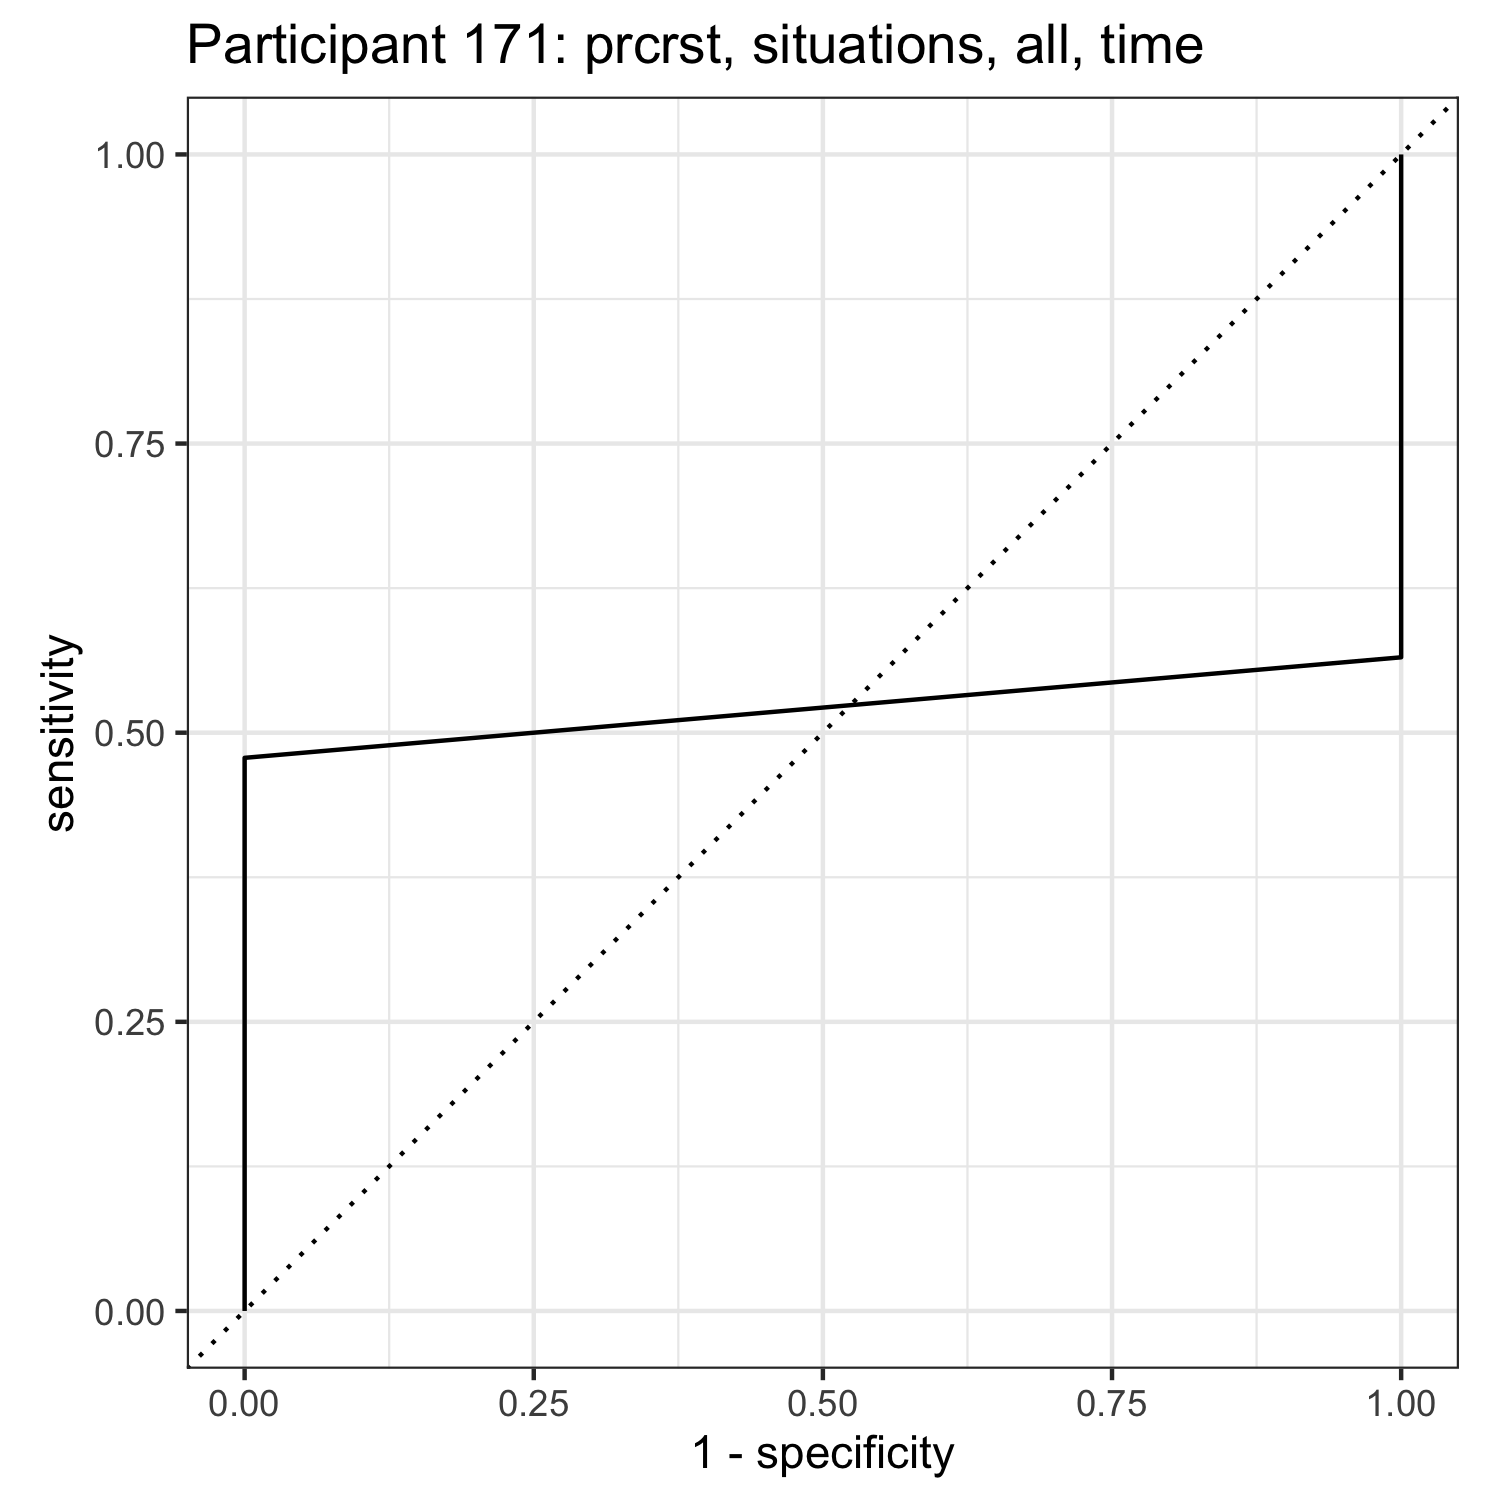 Participant 171: prcrst, situations, all, time
1.00
0.75
0.50
0.25
0.00
sensitivity
0.00 0.25 0.50 0.75 1.00
1 - specificity